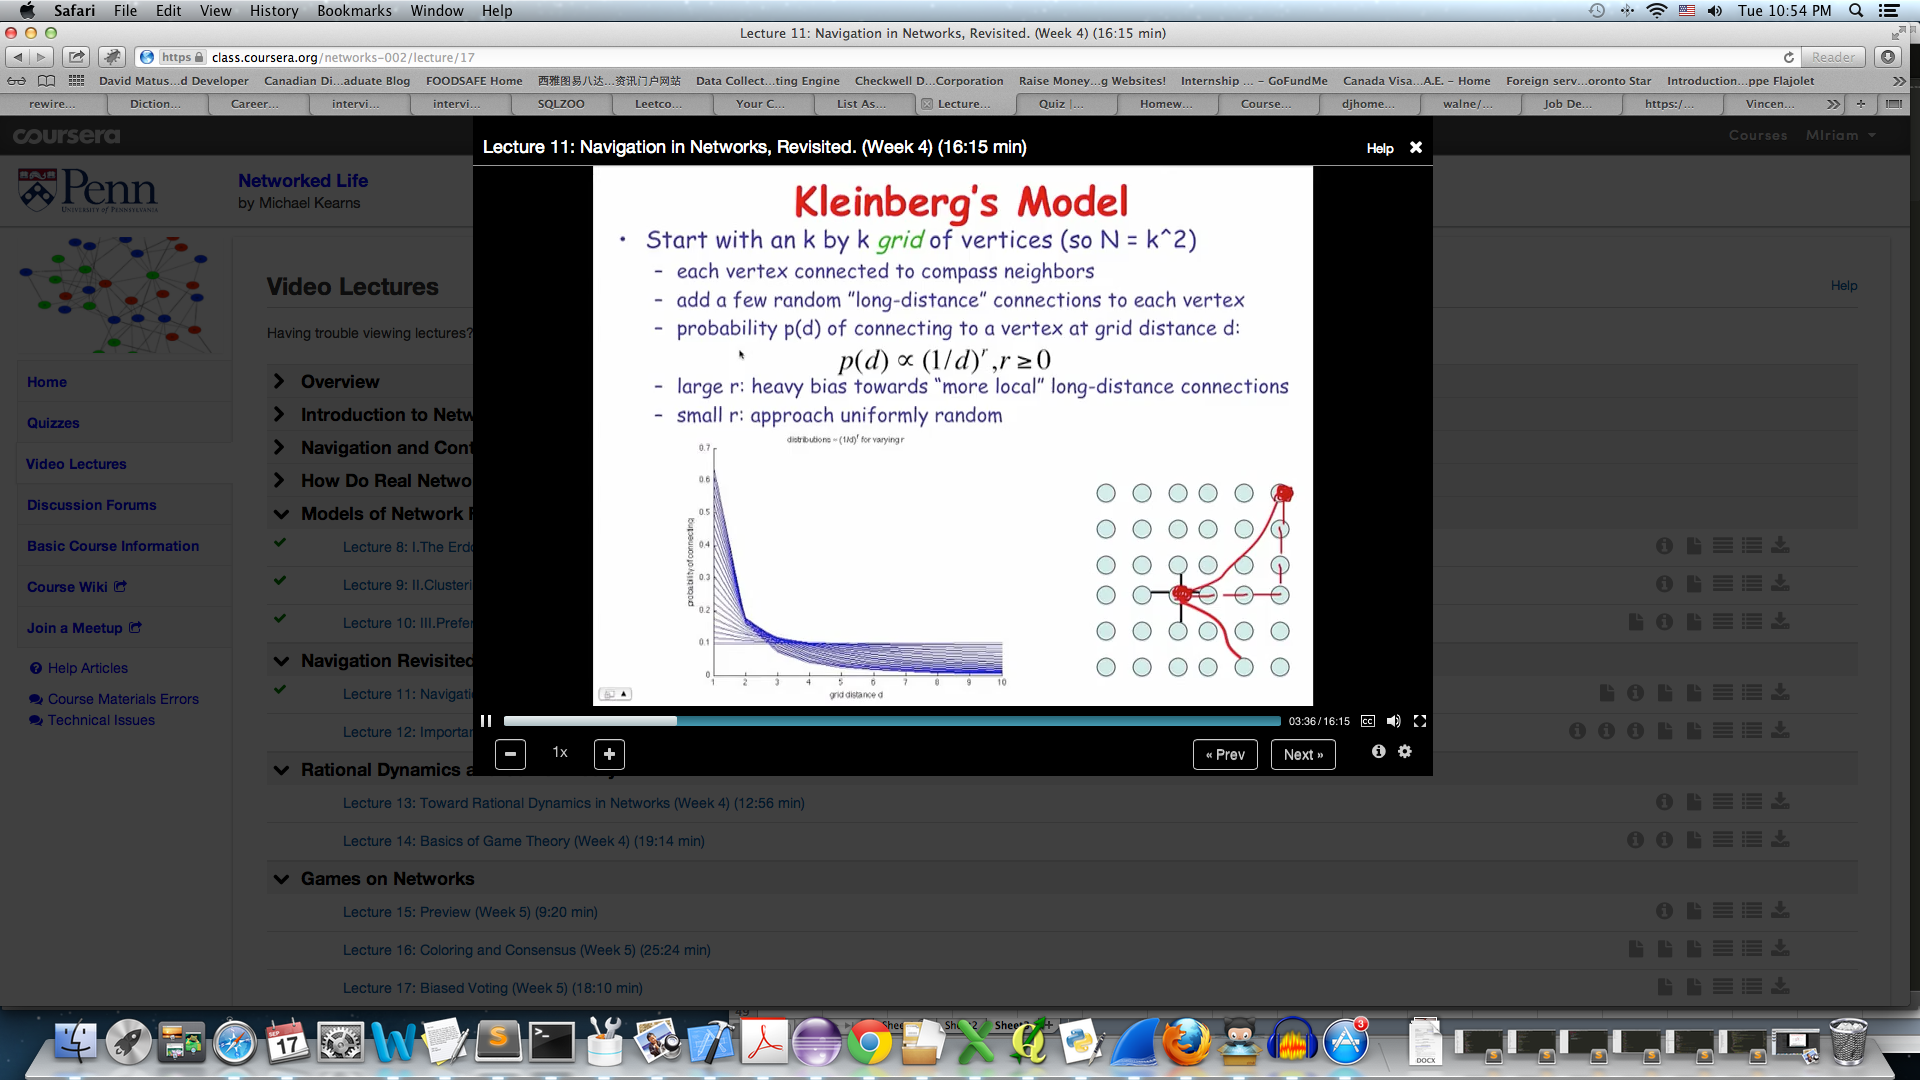 Safari File Edit View History Bookmarks Window Help Tue 10:54 PM
Lecture 11: Navigation in Networks, Revisited. (Week 4) (16:15 min)
https class.coursera.org/networks-002/lecture/17 Reader
David Matus...d Developer Canadian Di...aduate Blog FOODSAFE Home 西雅图易八达...资讯门户网站 Data Collect...ting Engine Checkwell D...Corporation Raise Money...g Websites! Internship ... – GoFundMe Canada Visa...A.E. – Home Foreign serv...oronto Star Introduction...ppe Flajolet
rewire... Diction... Career... intervi... intervi... SQLZOO Leetco... Your C... List As... Lecture... Quiz |... Homew... Course... djhome... walne/... Job De... https:/... Vincen...
coursera Courses MIriam
Lecture 11: Navigation in Networks, Revisited. (Week 4) (16:15 min) Help
Penn
UNIVERSITY OF PENNSYLVANIA
Networked Life
by Michael Kearns
Video Lectures
Help
Having trouble viewing lectures?
Home
Quizzes
Video Lectures
Discussion Forums
Basic Course Information
Course Wiki
Join a Meetup
Help Articles
Course Materials Errors
Technical Issues
Overview
Introduction to Netw
Navigation and Cont
How Do Real Netwo
Models of Network F
Lecture 8: I.The Erdo
Lecture 9: II.Clusteri
Lecture 10: III.Prefer
Navigation Revisited
Lecture 11: Navigati
Lecture 12: Importan
Rational Dynamics a
Lecture 13: Toward Rational Dynamics in Networks (Week 4) (12:56 min)
Lecture 14: Basics of Game Theory (Week 4) (19:14 min)
Games on Networks
Lecture 15: Preview (Week 5) (9:20 min)
Lecture 16: Coloring and Consensus (Week 5) (25:24 min)
Lecture 17: Biased Voting (Week 5) (18:10 min)
Kleinberg's Model
• Start with an k by k grid of vertices (so N = k^2)
– each vertex connected to compass neighbors
– add a few random "long-distance" connections to each vertex
– probability p(d) of connecting to a vertex at grid distance d:
p(d) ∝ (1/d)^r, r ≥ 0
– large r: heavy bias towards "more local" long-distance connections
– small r: approach uniformly random
distributions ~ (1/d)^r for varying r
probability of connecting
0.7
0.6
0.5
0.4
0.3
0.2
0.1
0
1 2 3 4 5 6 7 8 9 10
grid distance d
03:36 / 16:15 CC
1x « Prev Next »
Sheet2
SEP
17
3
DOCX